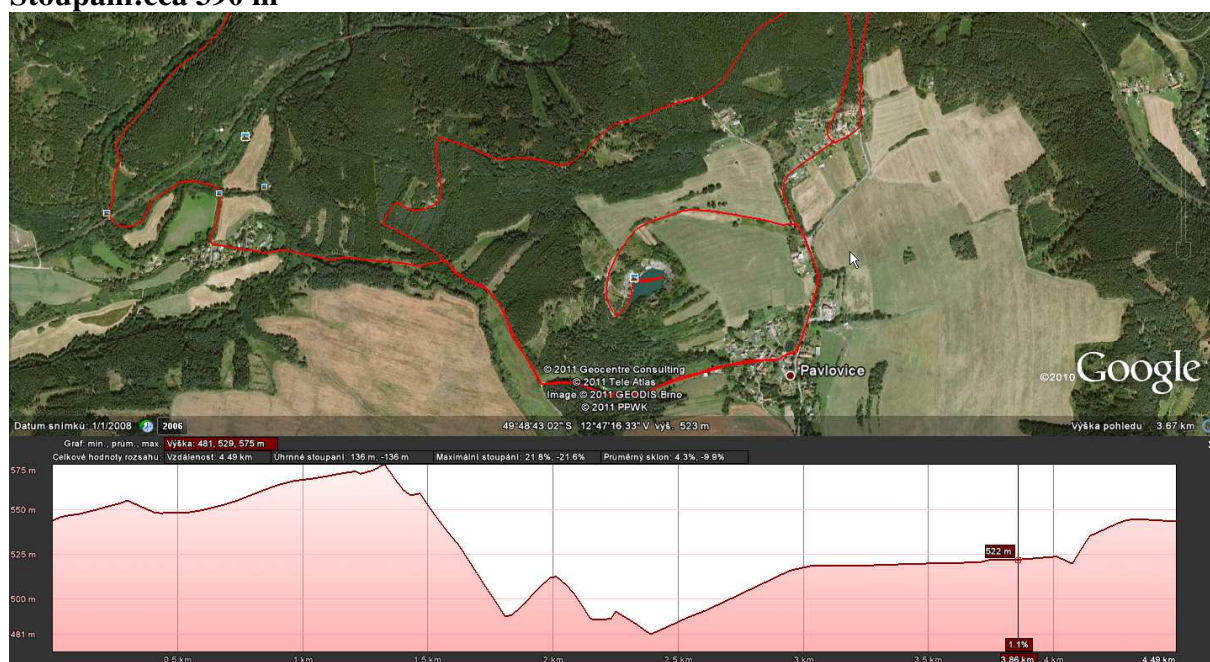 Stoupání:cca 590 m
Pavlovice
© 2011 Geocentre Consulting
© 2011 Tele Atlas
Image © 2011 GEODIS Brno
© 2011 PPWK
©2010 Google
Datum snímků: 1/1/2008 2006 49°48'43.02" S 12°47'16.33" V výš. 523 m Výška pohledu 3.67 km
Graf: min., prům., max. Výška: 481, 529, 575 m
Celkové hodnoty rozsahu: Vzdálenost: 4.49 km Úhrnné stoupání: 136 m, -136 m Maximální stoupání: 21.8%, -21.6% Průměrný sklon: 4.3%, -9.9%
575 m
550 m
525 m
522 m
500 m
481 m
1.1%
0.5 km 1 km 1.5 km 2 km 2.5 km 3 km 3.5 km 3.86 km 4 km 4.49 km